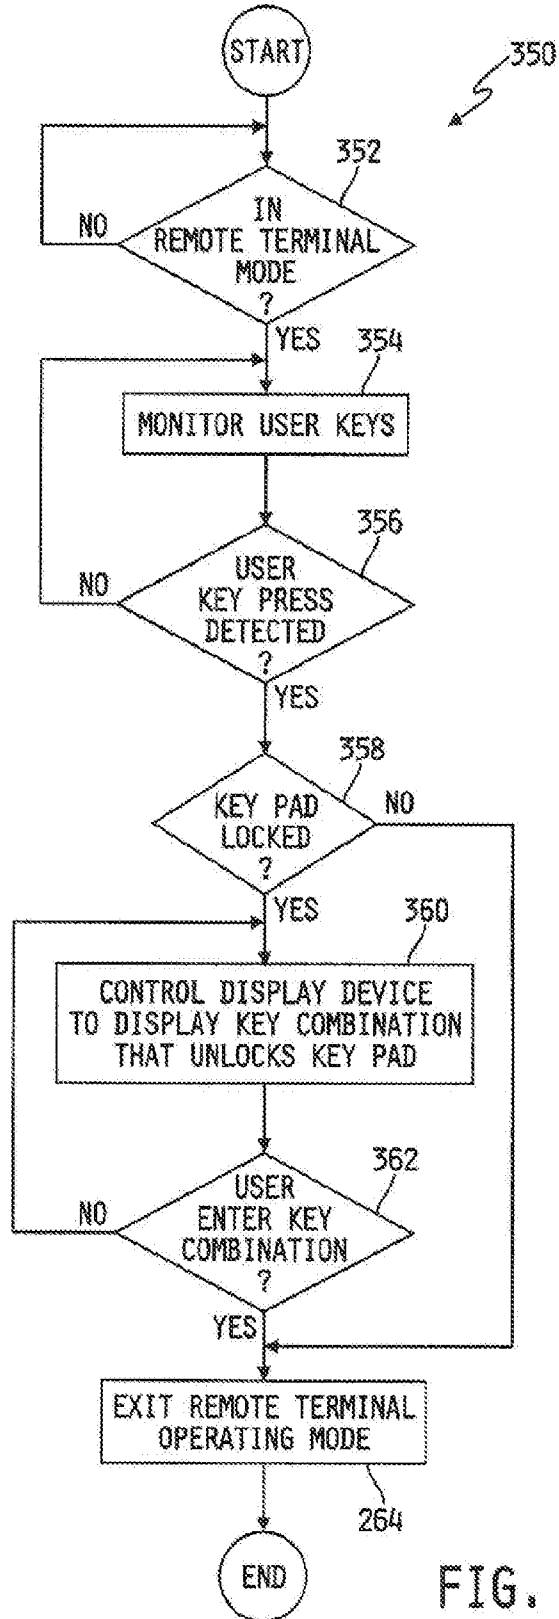 START
350
352
IN
REMOTE TERMINAL
MODE
?
NO
YES
354
MONITOR USER KEYS
356
USER
KEY PRESS
DETECTED
?
NO
YES
358
KEY PAD
LOCKED
?
NO
YES
360
CONTROL DISPLAY DEVICE
TO DISPLAY KEY COMBINATION
THAT UNLOCKS KEY PAD
362
USER
ENTER KEY
COMBINATION
?
NO
YES
EXIT REMOTE TERMINAL
OPERATING MODE
264
END
FIG.